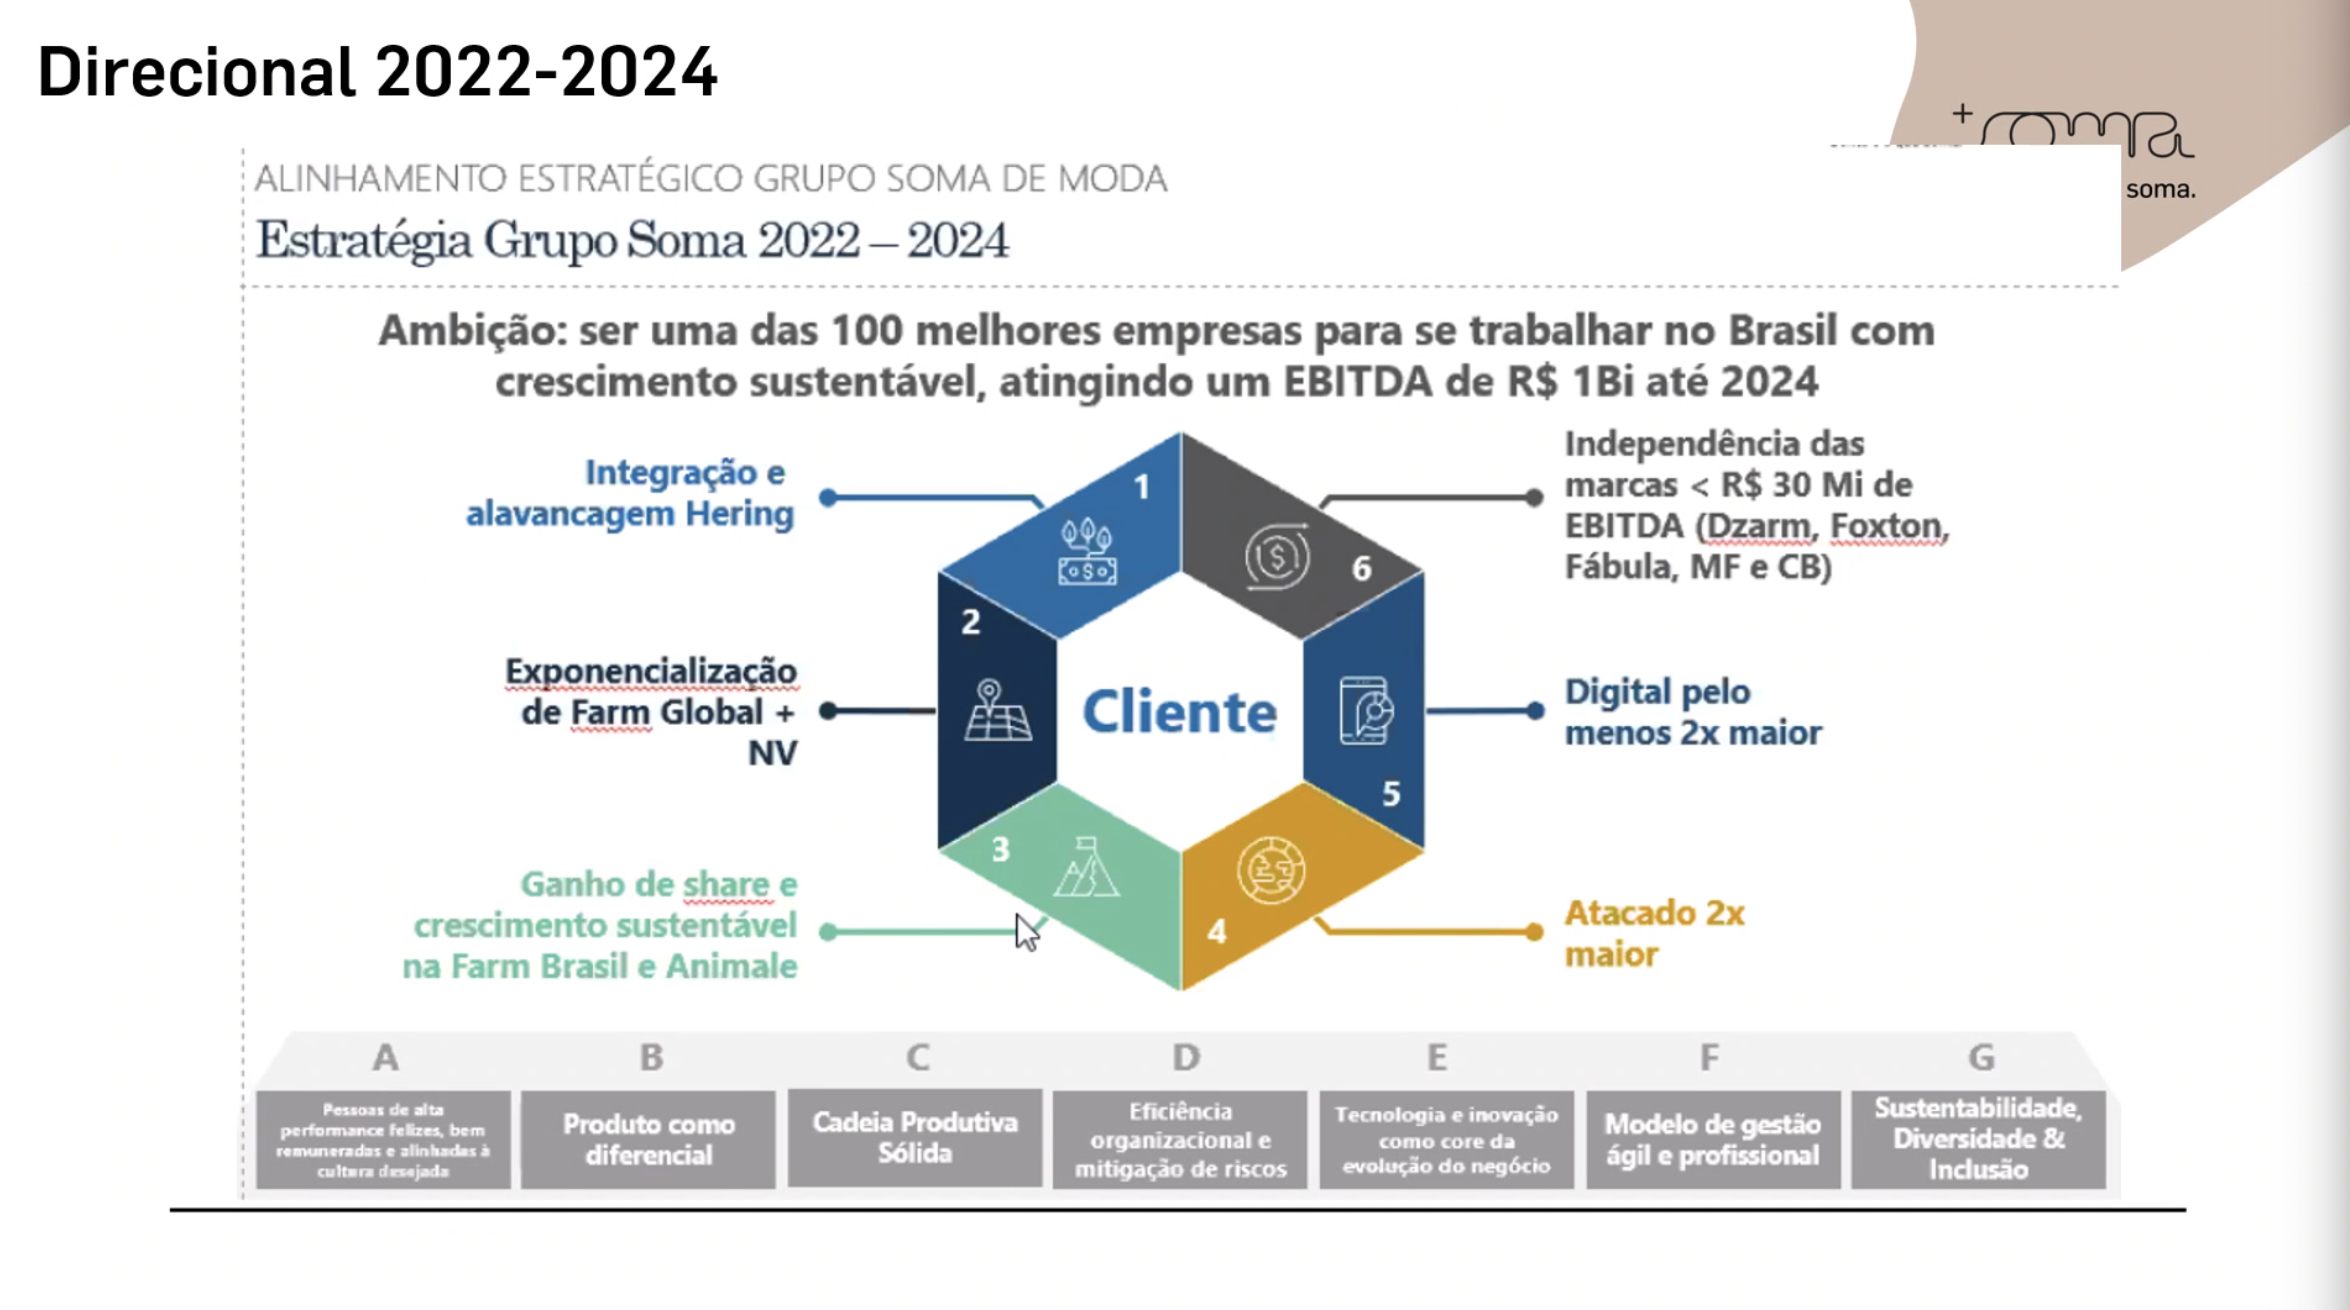 Direcional 2022-2024
+soma
soma.
ALINHAMENTO ESTRATÉGICO GRUPO SOMA DE MODA
Estratégia Grupo Soma 2022 – 2024
Ambição: ser uma das 100 melhores empresas para se trabalhar no Brasil com
crescimento sustentável, atingindo um EBITDA de R$ 1Bi até 2024
Integração e
alavancagem Hering
1
Exponencialização
de Farm Global +
NV
2
Ganho de share e
crescimento sustentável
na Farm Brasil e Animale
3
Cliente
4
Atacado 2x
maior
5
Digital pelo
menos 2x maior
6
Independência das
marcas < R$ 30 Mi de
EBITDA (Dzarm, Foxton,
Fábula, MF e CB)
A
Pessoas de alta
performance felizes, bem
remuneradas e alinhadas à
cultura desejada
B
Produto como
diferencial
C
Cadeia Produtiva
Sólida
D
Eficiência
organizacional e
mitigação de riscos
E
Tecnologia e inovação
como core da
evolução do negócio
F
Modelo de gestão
ágil e profissional
G
Sustentabilidade,
Diversidade &
Inclusão